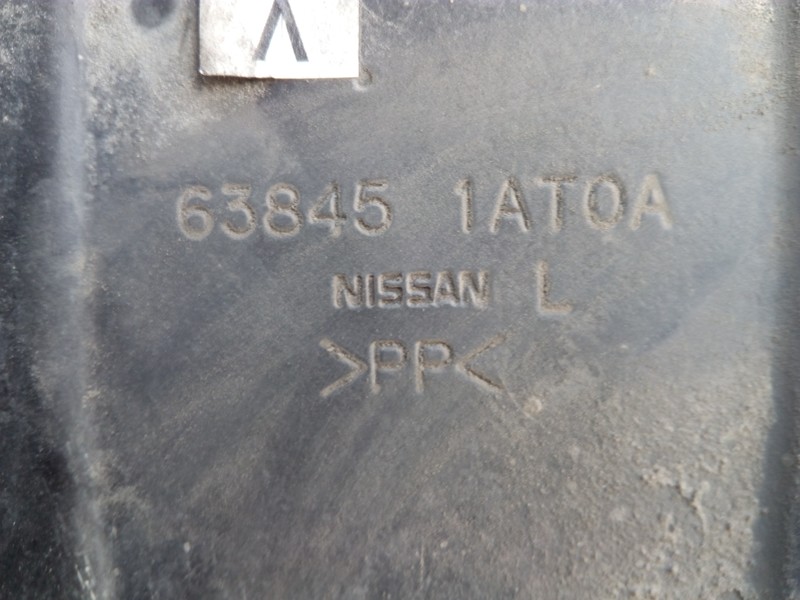 63845 1AT0A
NISSAN L
>PP<